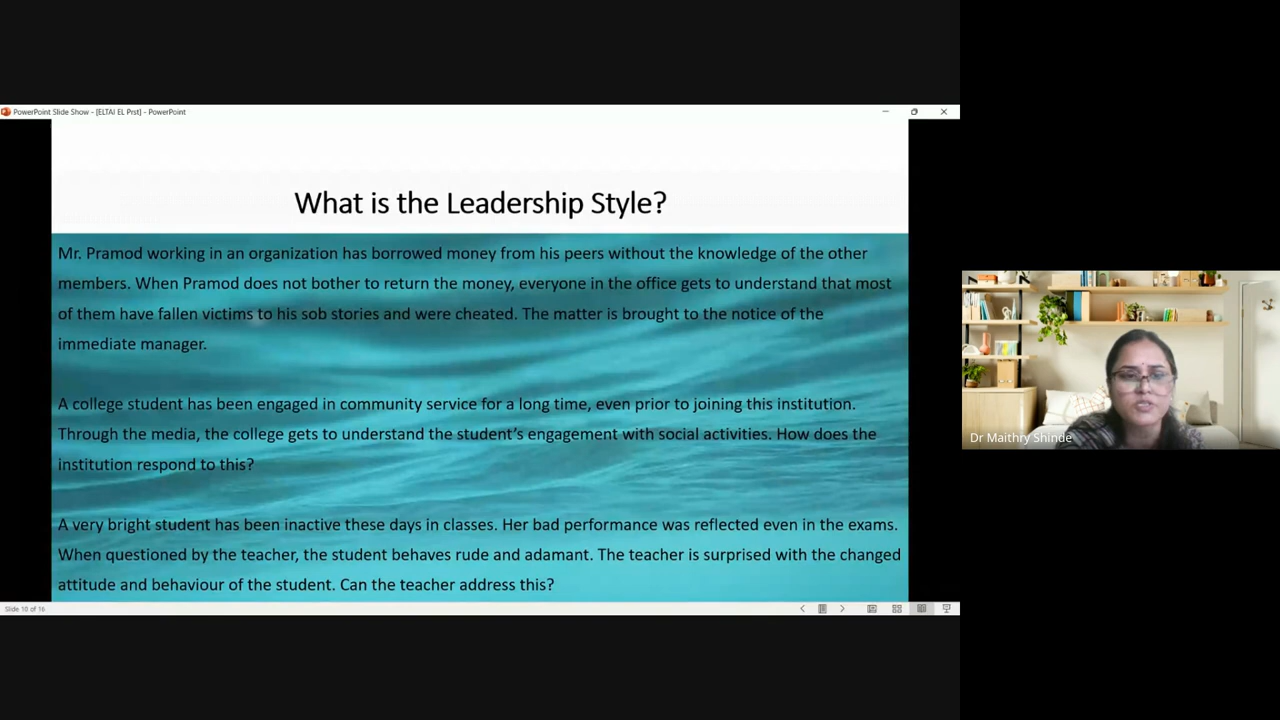 PowerPoint Slide Show - [ELTAI EL Prst] - PowerPoint
What is the Leadership Style?
Mr. Pramod working in an organization has borrowed money from his peers without the knowledge of the other
members. When Pramod does not bother to return the money, everyone in the office gets to understand that most
of them have fallen victims to his sob stories and were cheated. The matter is brought to the notice of the
immediate manager.
A college student has been engaged in community service for a long time, even prior to joining this institution.
Through the media, the college gets to understand the student's engagement with social activities. How does the
institution respond to this?
A very bright student has been inactive these days in classes. Her bad performance was reflected even in the exams.
When questioned by the teacher, the student behaves rude and adamant. The teacher is surprised with the changed
attitude and behaviour of the student. Can the teacher address this?
Slide 10 of 16
Dr Maithry Shinde